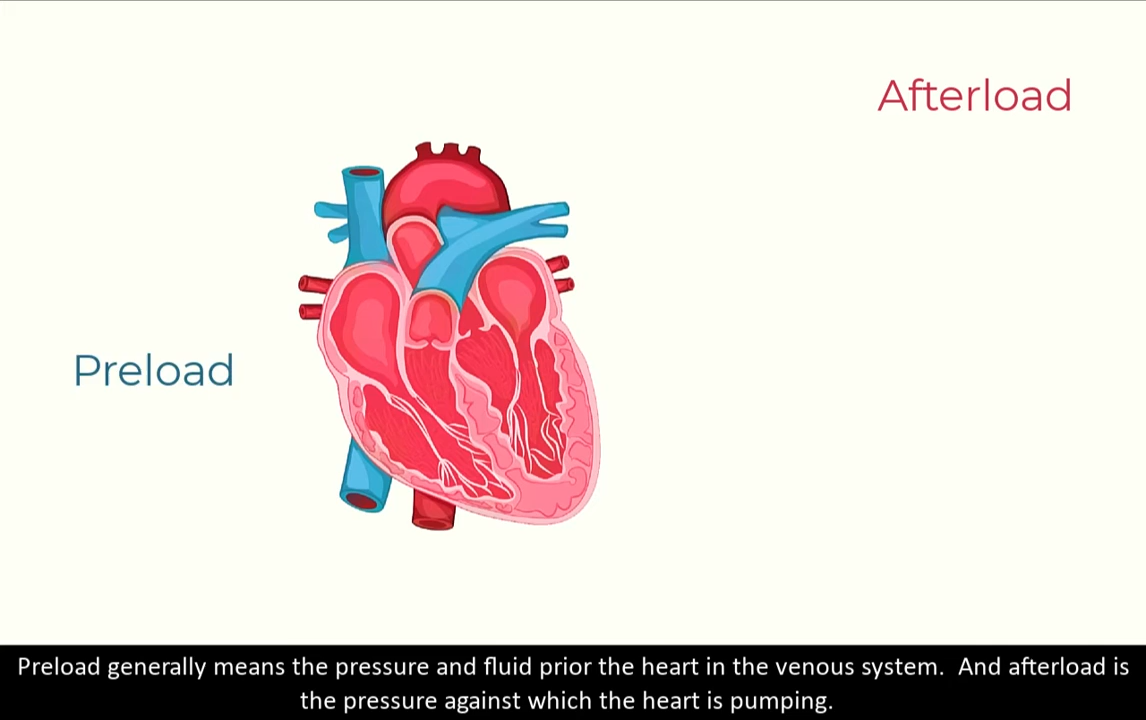 Afterload
Preload
Preload generally means the pressure and fluid prior the heart in the venous system.  And afterload is
the pressure against which the heart is pumping.